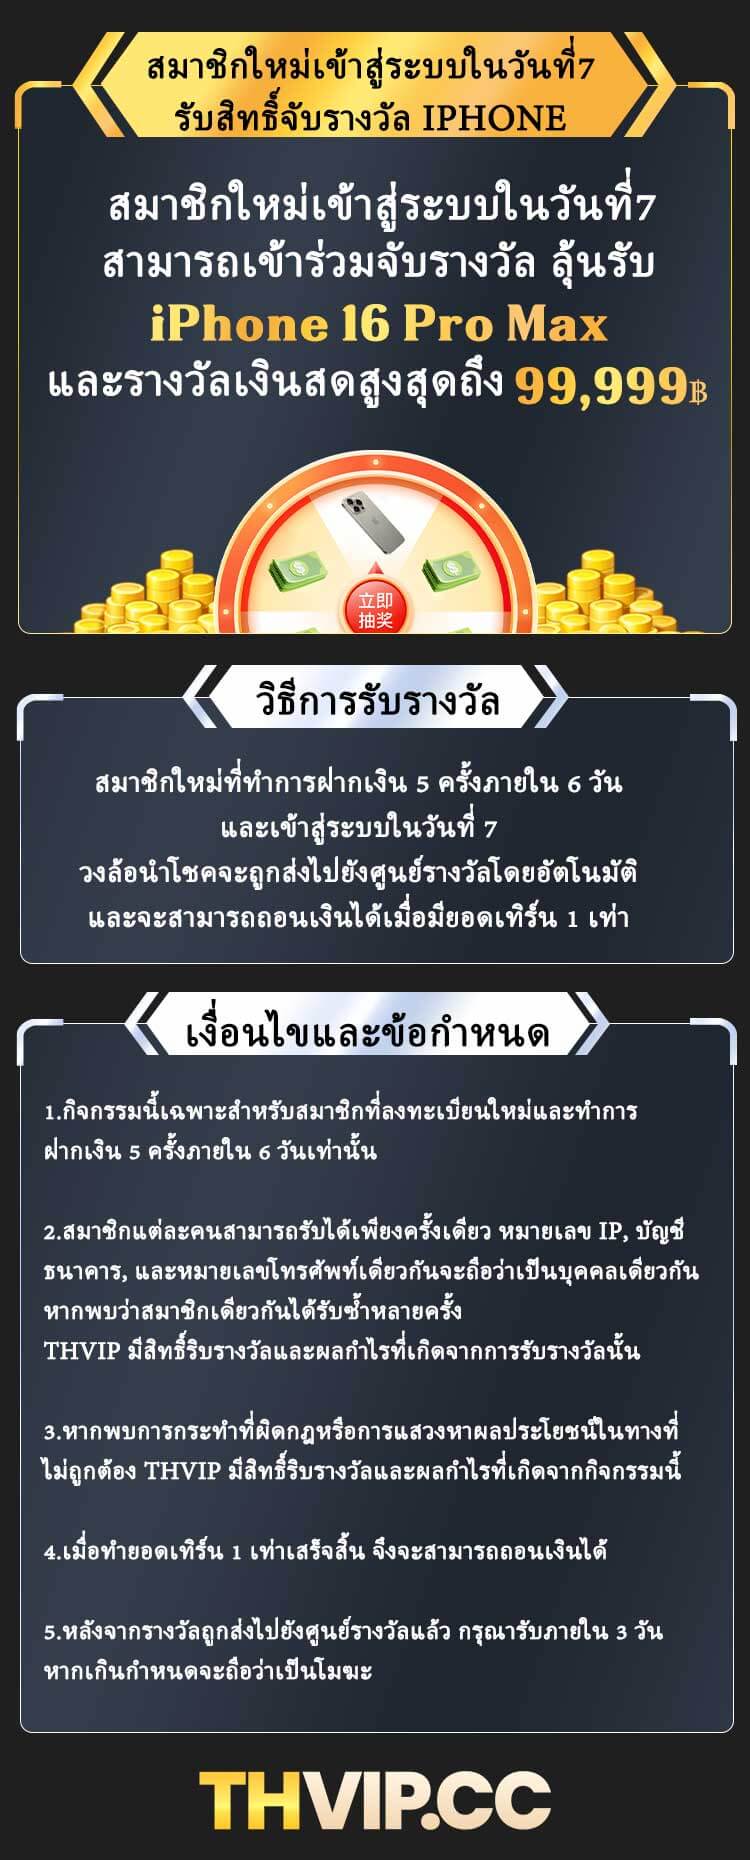 สมาชิกใหม่เข้าสู่ระบบในวันที่7
รับสิทธิ์จับรางวัล IPHONE
สมาชิกใหม่เข้าสู่ระบบในวันที่7
สามารถเข้าร่วมจับรางวัล ลุ้นรับ
iPhone 16 Pro Max
และรางวัลเงินสดสูงสุดถึง 99,999฿
立即
抽奖
วิธีการรับรางวัล
สมาชิกใหม่ที่ทำการฝากเงิน 5 ครั้งภายใน 6 วัน
และเข้าสู่ระบบในวันที่ 7
วงล้อนำโชคจะถูกส่งไปยังศูนย์รางวัลโดยอัตโนมัติ
และจะสามารถถอนเงินได้เมื่อมียอดเทิร์น 1 เท่า
เงื่อนไขและข้อกำหนด
1.กิจกรรมนี้เฉพาะสำหรับสมาชิกที่ลงทะเบียนใหม่และทำการ
ฝากเงิน 5 ครั้งภายใน 6 วันเท่านั้น
2.สมาชิกแต่ละคนสามารถรับได้เพียงครั้งเดียว หมายเลข IP, บัญชี
ธนาคาร, และหมายเลขโทรศัพท์เดียวกันจะถือว่าเป็นบุคคลเดียวกัน
หากพบว่าสมาชิกเดียวกันได้รับซ้ำหลายครั้ง
THVIP มีสิทธิ์ริบรางวัลและผลกำไรที่เกิดจากการรับรางวัลนั้น
3.หากพบการกระทำที่ผิดกฎหรือการแสวงหาผลประโยชน์ในทางที่
ไม่ถูกต้อง THVIP มีสิทธิ์ริบรางวัลและผลกำไรที่เกิดจากกิจกรรมนี้
4.เมื่อทำยอดเทิร์น 1 เท่าเสร็จสิ้น จึงจะสามารถถอนเงินได้
5.หลังจากรางวัลถูกส่งไปยังศูนย์รางวัลแล้ว กรุณารับภายใน 3 วัน
หากเกินกำหนดจะถือว่าเป็นโมฆะ
THVIP.CC